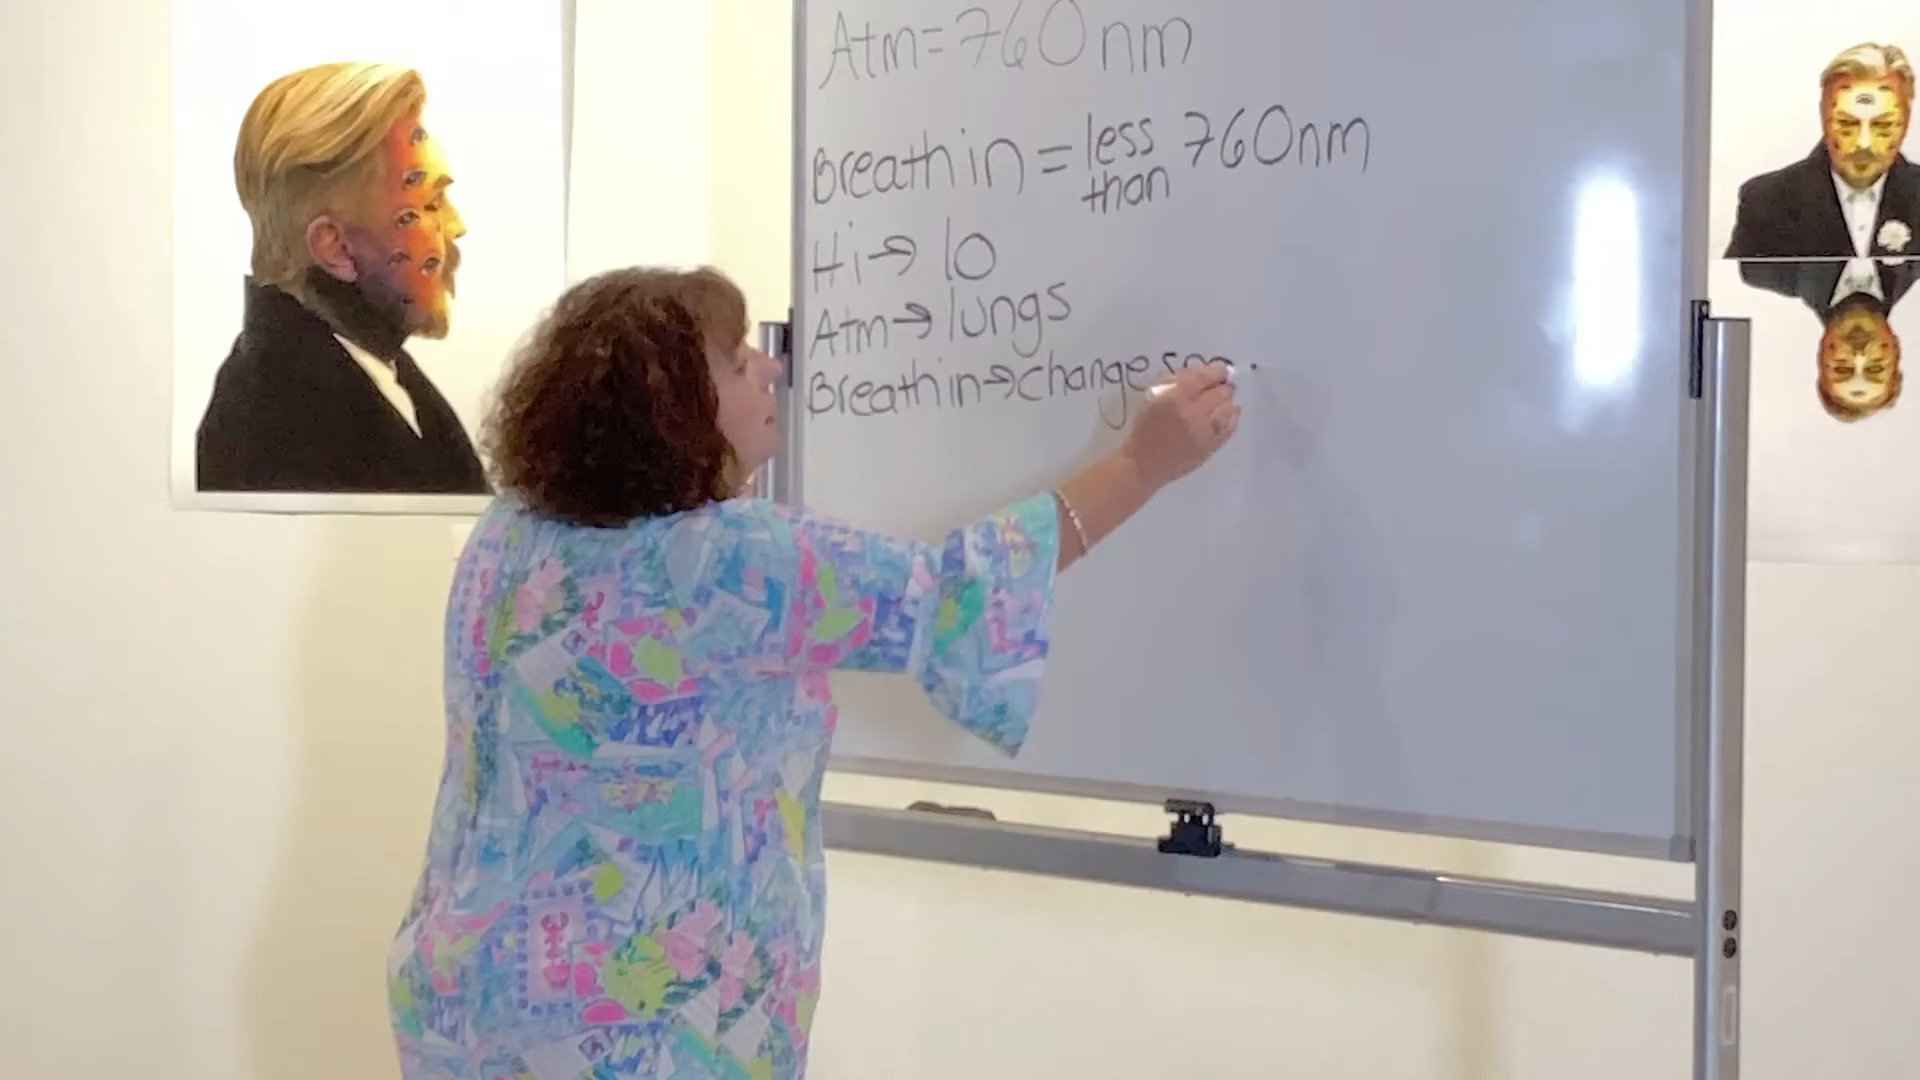 Atm=760nm
Breath in = less than 760nm
Hi→ lo
Atm→ lungs
Breath in→change